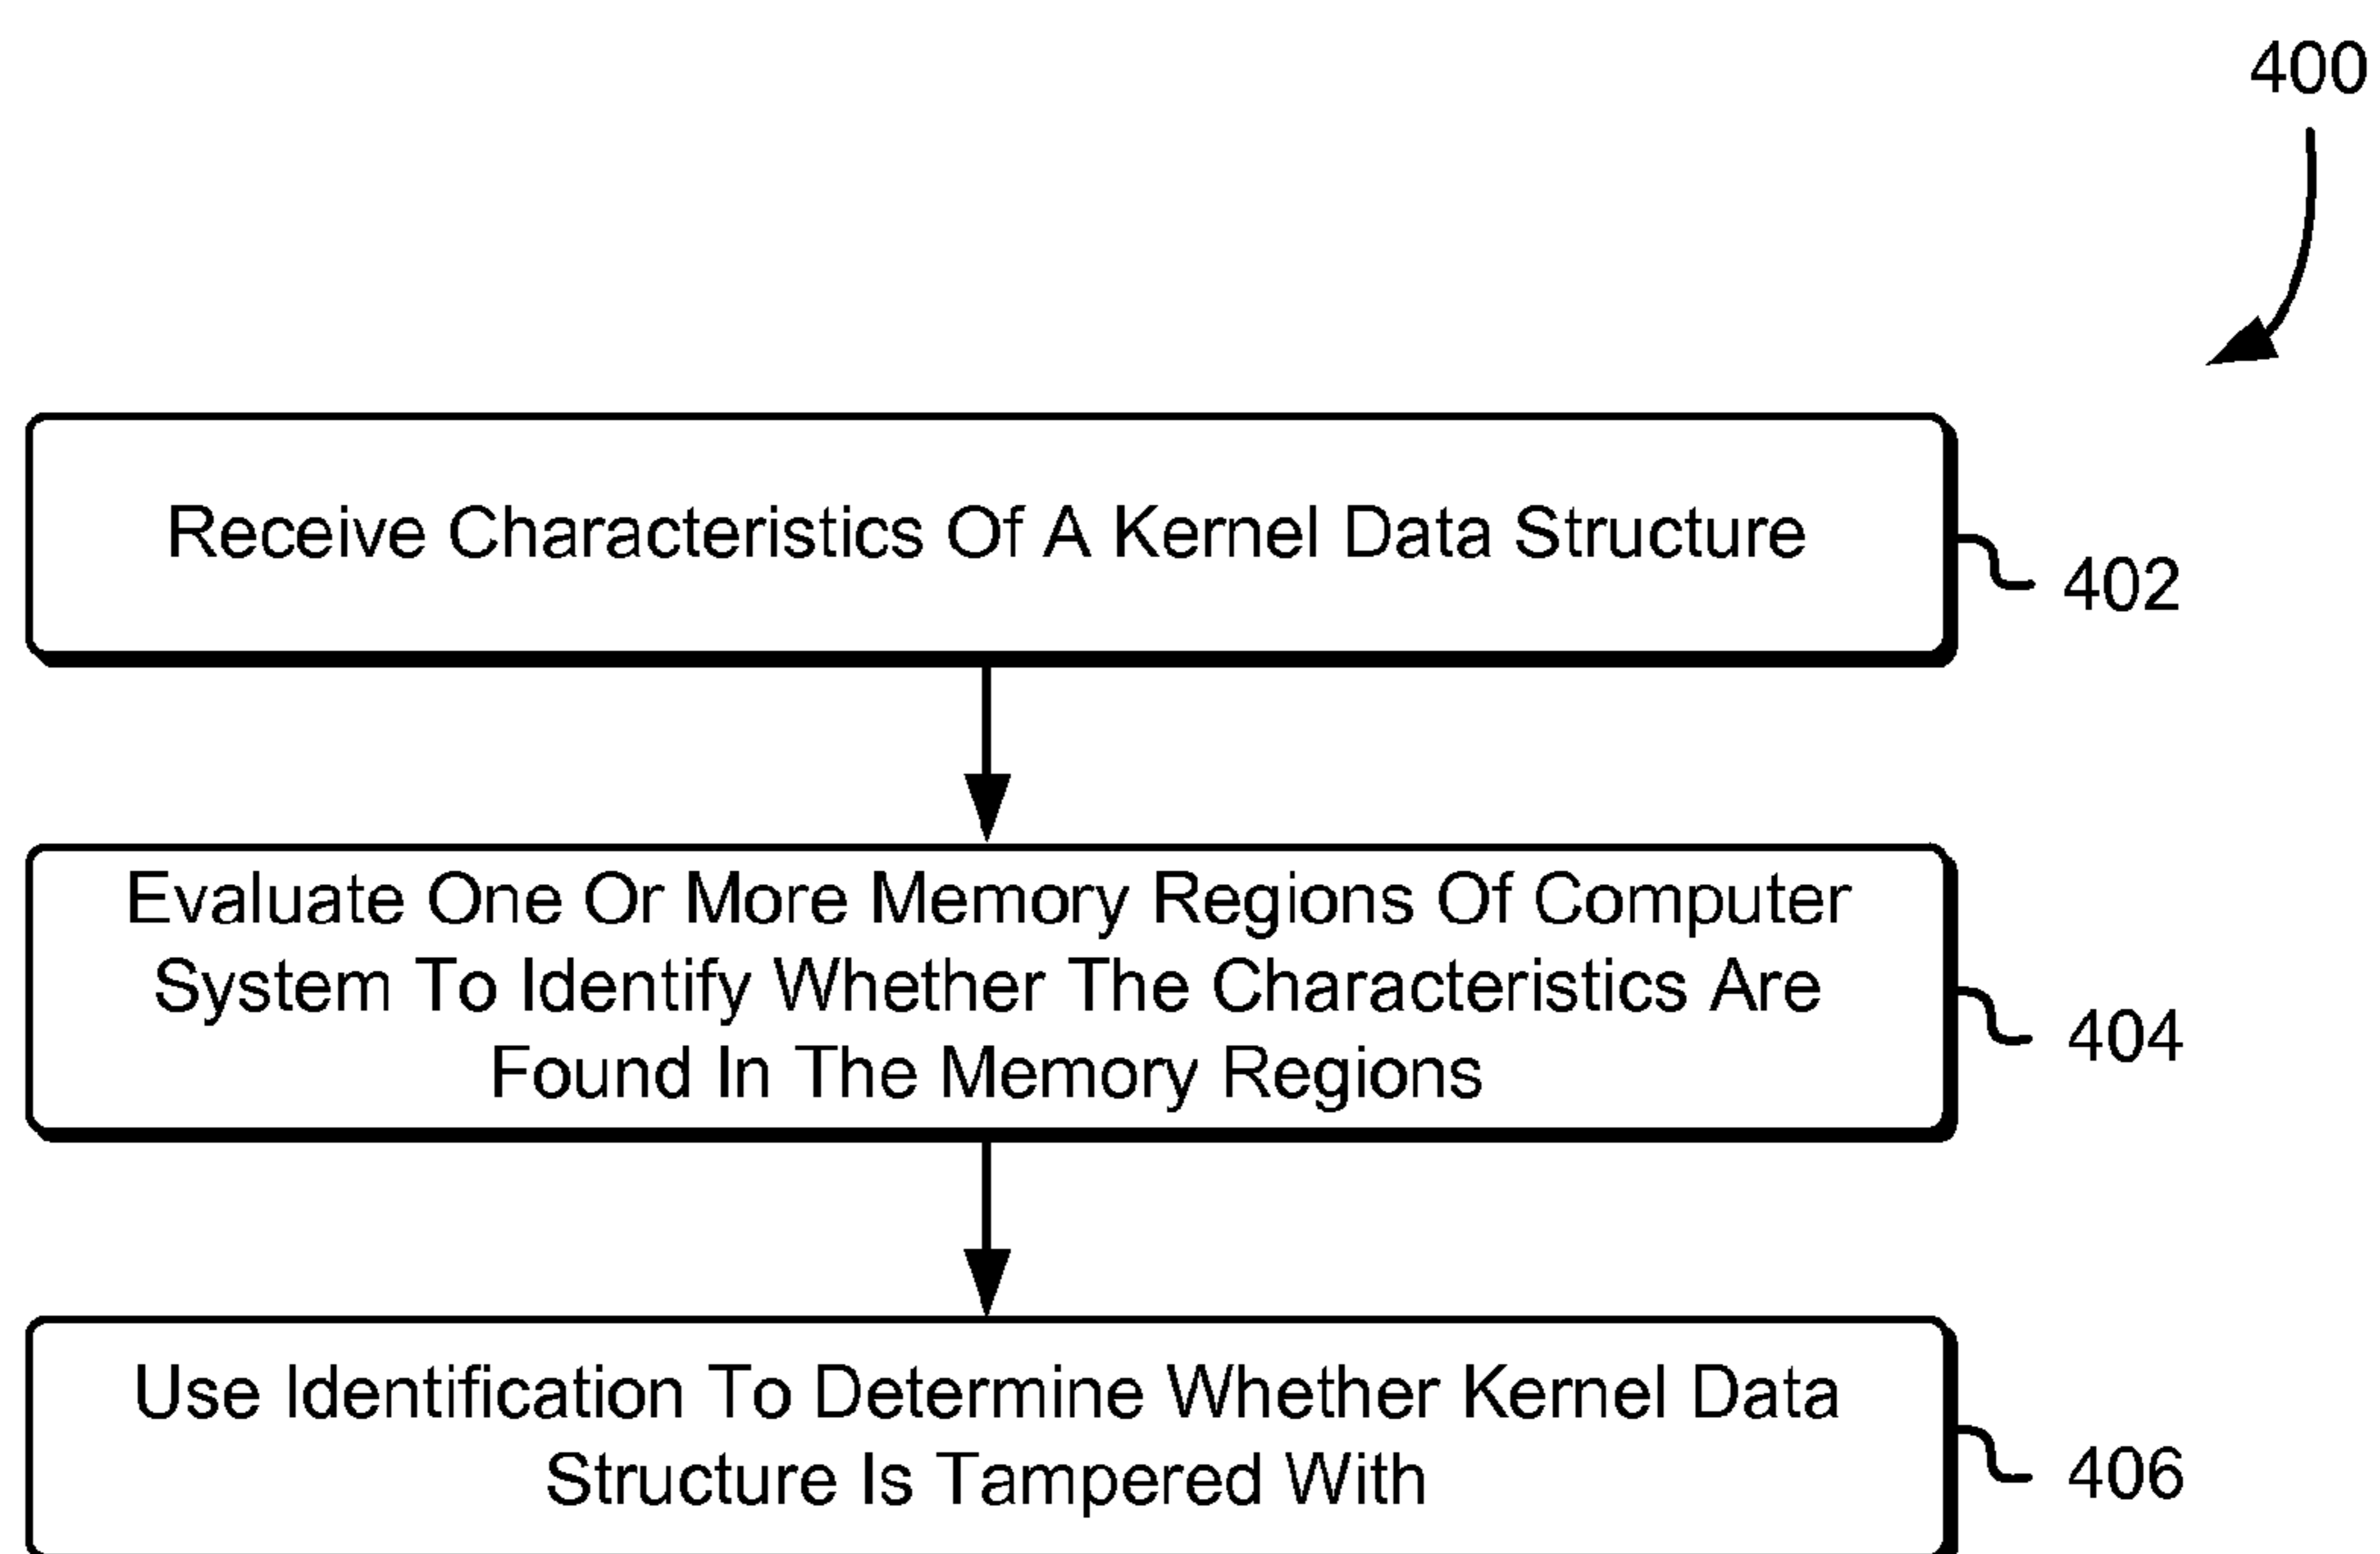 400
Receive Characteristics Of A Kernel Data Structure
402
Evaluate One Or More Memory Regions Of Computer
System To Identify Whether The Characteristics Are
Found In The Memory Regions
404
Use Identification To Determine Whether Kernel Data
Structure Is Tampered With
406